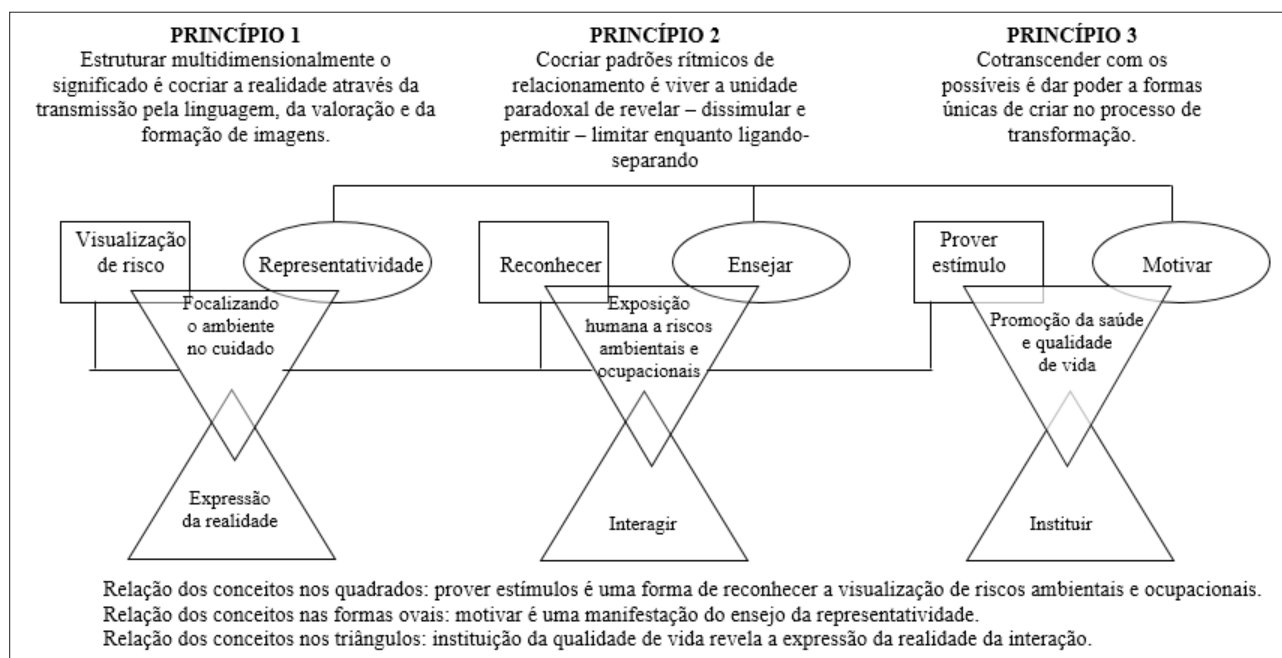 PRINCÍPIO 1
Estruturar multidimensionalmente o
significado é cocriar a realidade através da
transmissão pela linguagem, da valoração e da
formação de imagens.
PRINCÍPIO 2
Cocriar padrões rítmicos de
relacionamento é viver a unidade
paradoxal de revelar – dissimular e
permitir – limitar enquanto ligando-
separando
PRINCÍPIO 3
Cotranscender com os
possíveis é dar poder a formas
únicas de criar no processo de
transformação.
Visualização
de risco
Representatividade
Reconhecer
Ensejar
Prover
estímulo
Motivar
Focalizando
o ambiente
no cuidado
Exposição
humana a riscos
ambientais e
ocupacionais
Promoção da saúde
e qualidade
de vida
Expressão
da realidade
Interagir
Instituir
Relação dos conceitos nos quadrados: prover estímulos é uma forma de reconhecer a visualização de riscos ambientais e ocupacionais.
Relação dos conceitos nas formas ovais: motivar é uma manifestação do ensejo da representatividade.
Relação dos conceitos nos triângulos: instituição da qualidade de vida revela a expressão da realidade da interação.